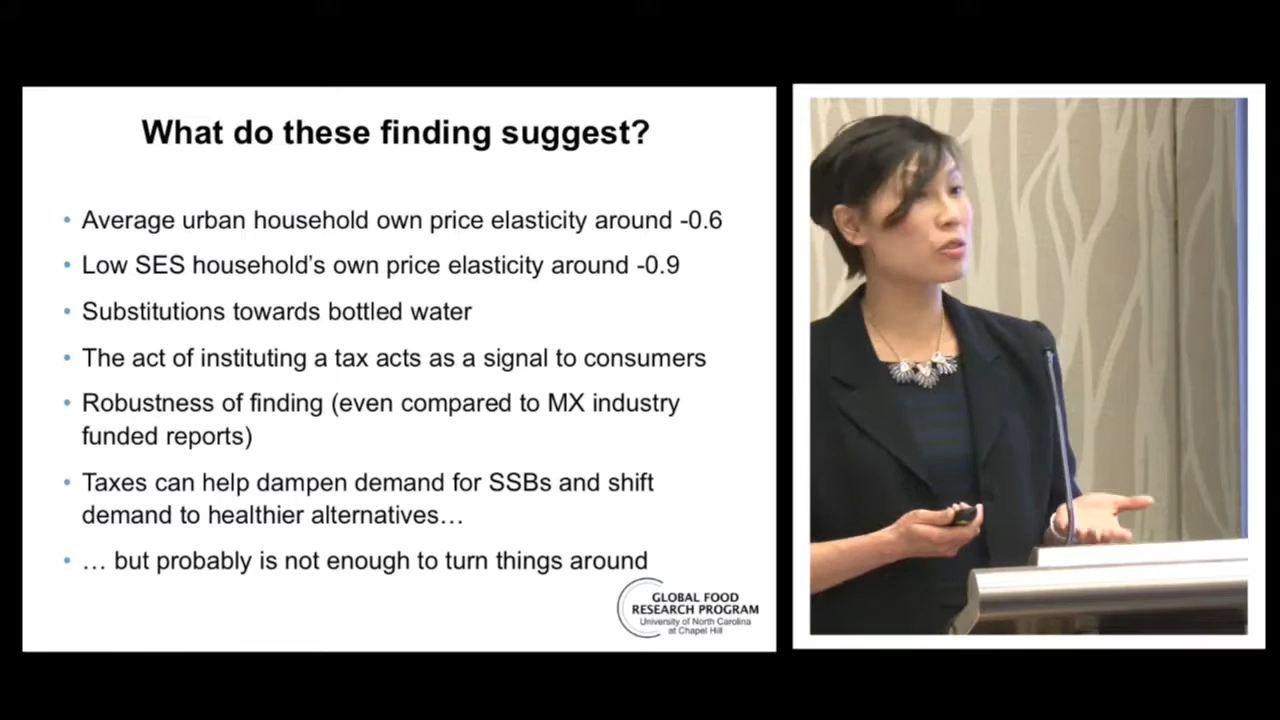 What do these finding suggest?
• Average urban household own price elasticity around -0.6
• Low SES household’s own price elasticity around -0.9
• Substitutions towards bottled water
• The act of instituting a tax acts as a signal to consumers
• Robustness of finding (even compared to MX industry
funded reports)
• Taxes can help dampen demand for SSBs and shift
demand to healthier alternatives…
• … but probably is not enough to turn things around
GLOBAL FOOD
RESEARCH PROGRAM
University of North Carolina
at Chapel Hill